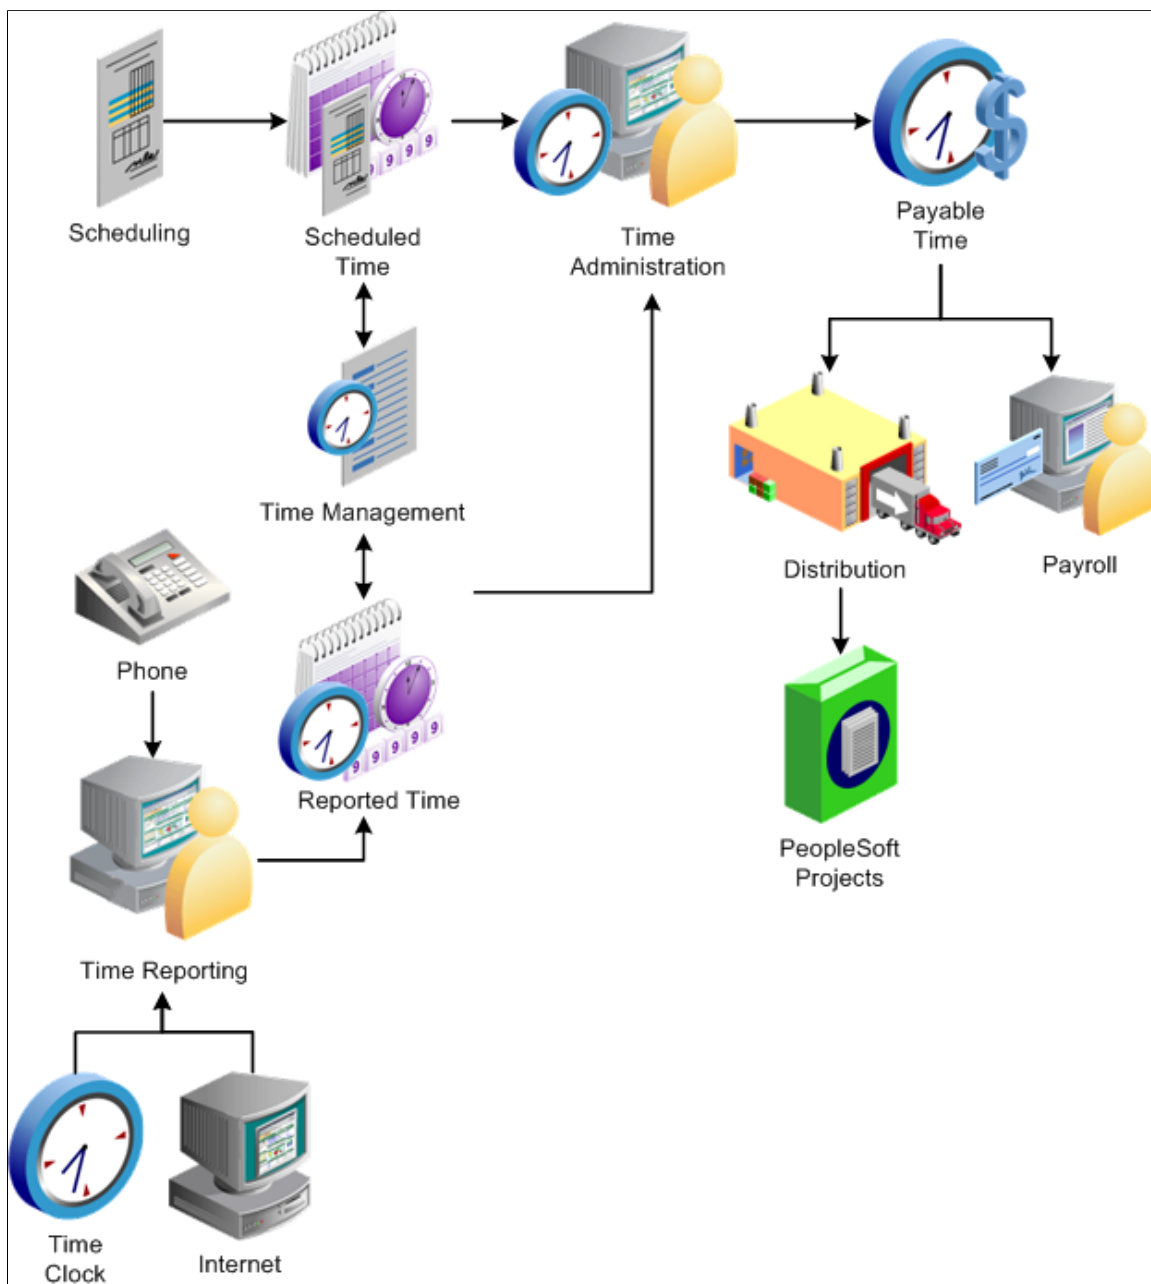 Scheduling
Scheduled
Time
Time
Administration
Payable
Time
Time Management
Distribution
Payroll
Phone
Reported Time
PeopleSoft
Projects
Time Reporting
Time
Clock
Internet